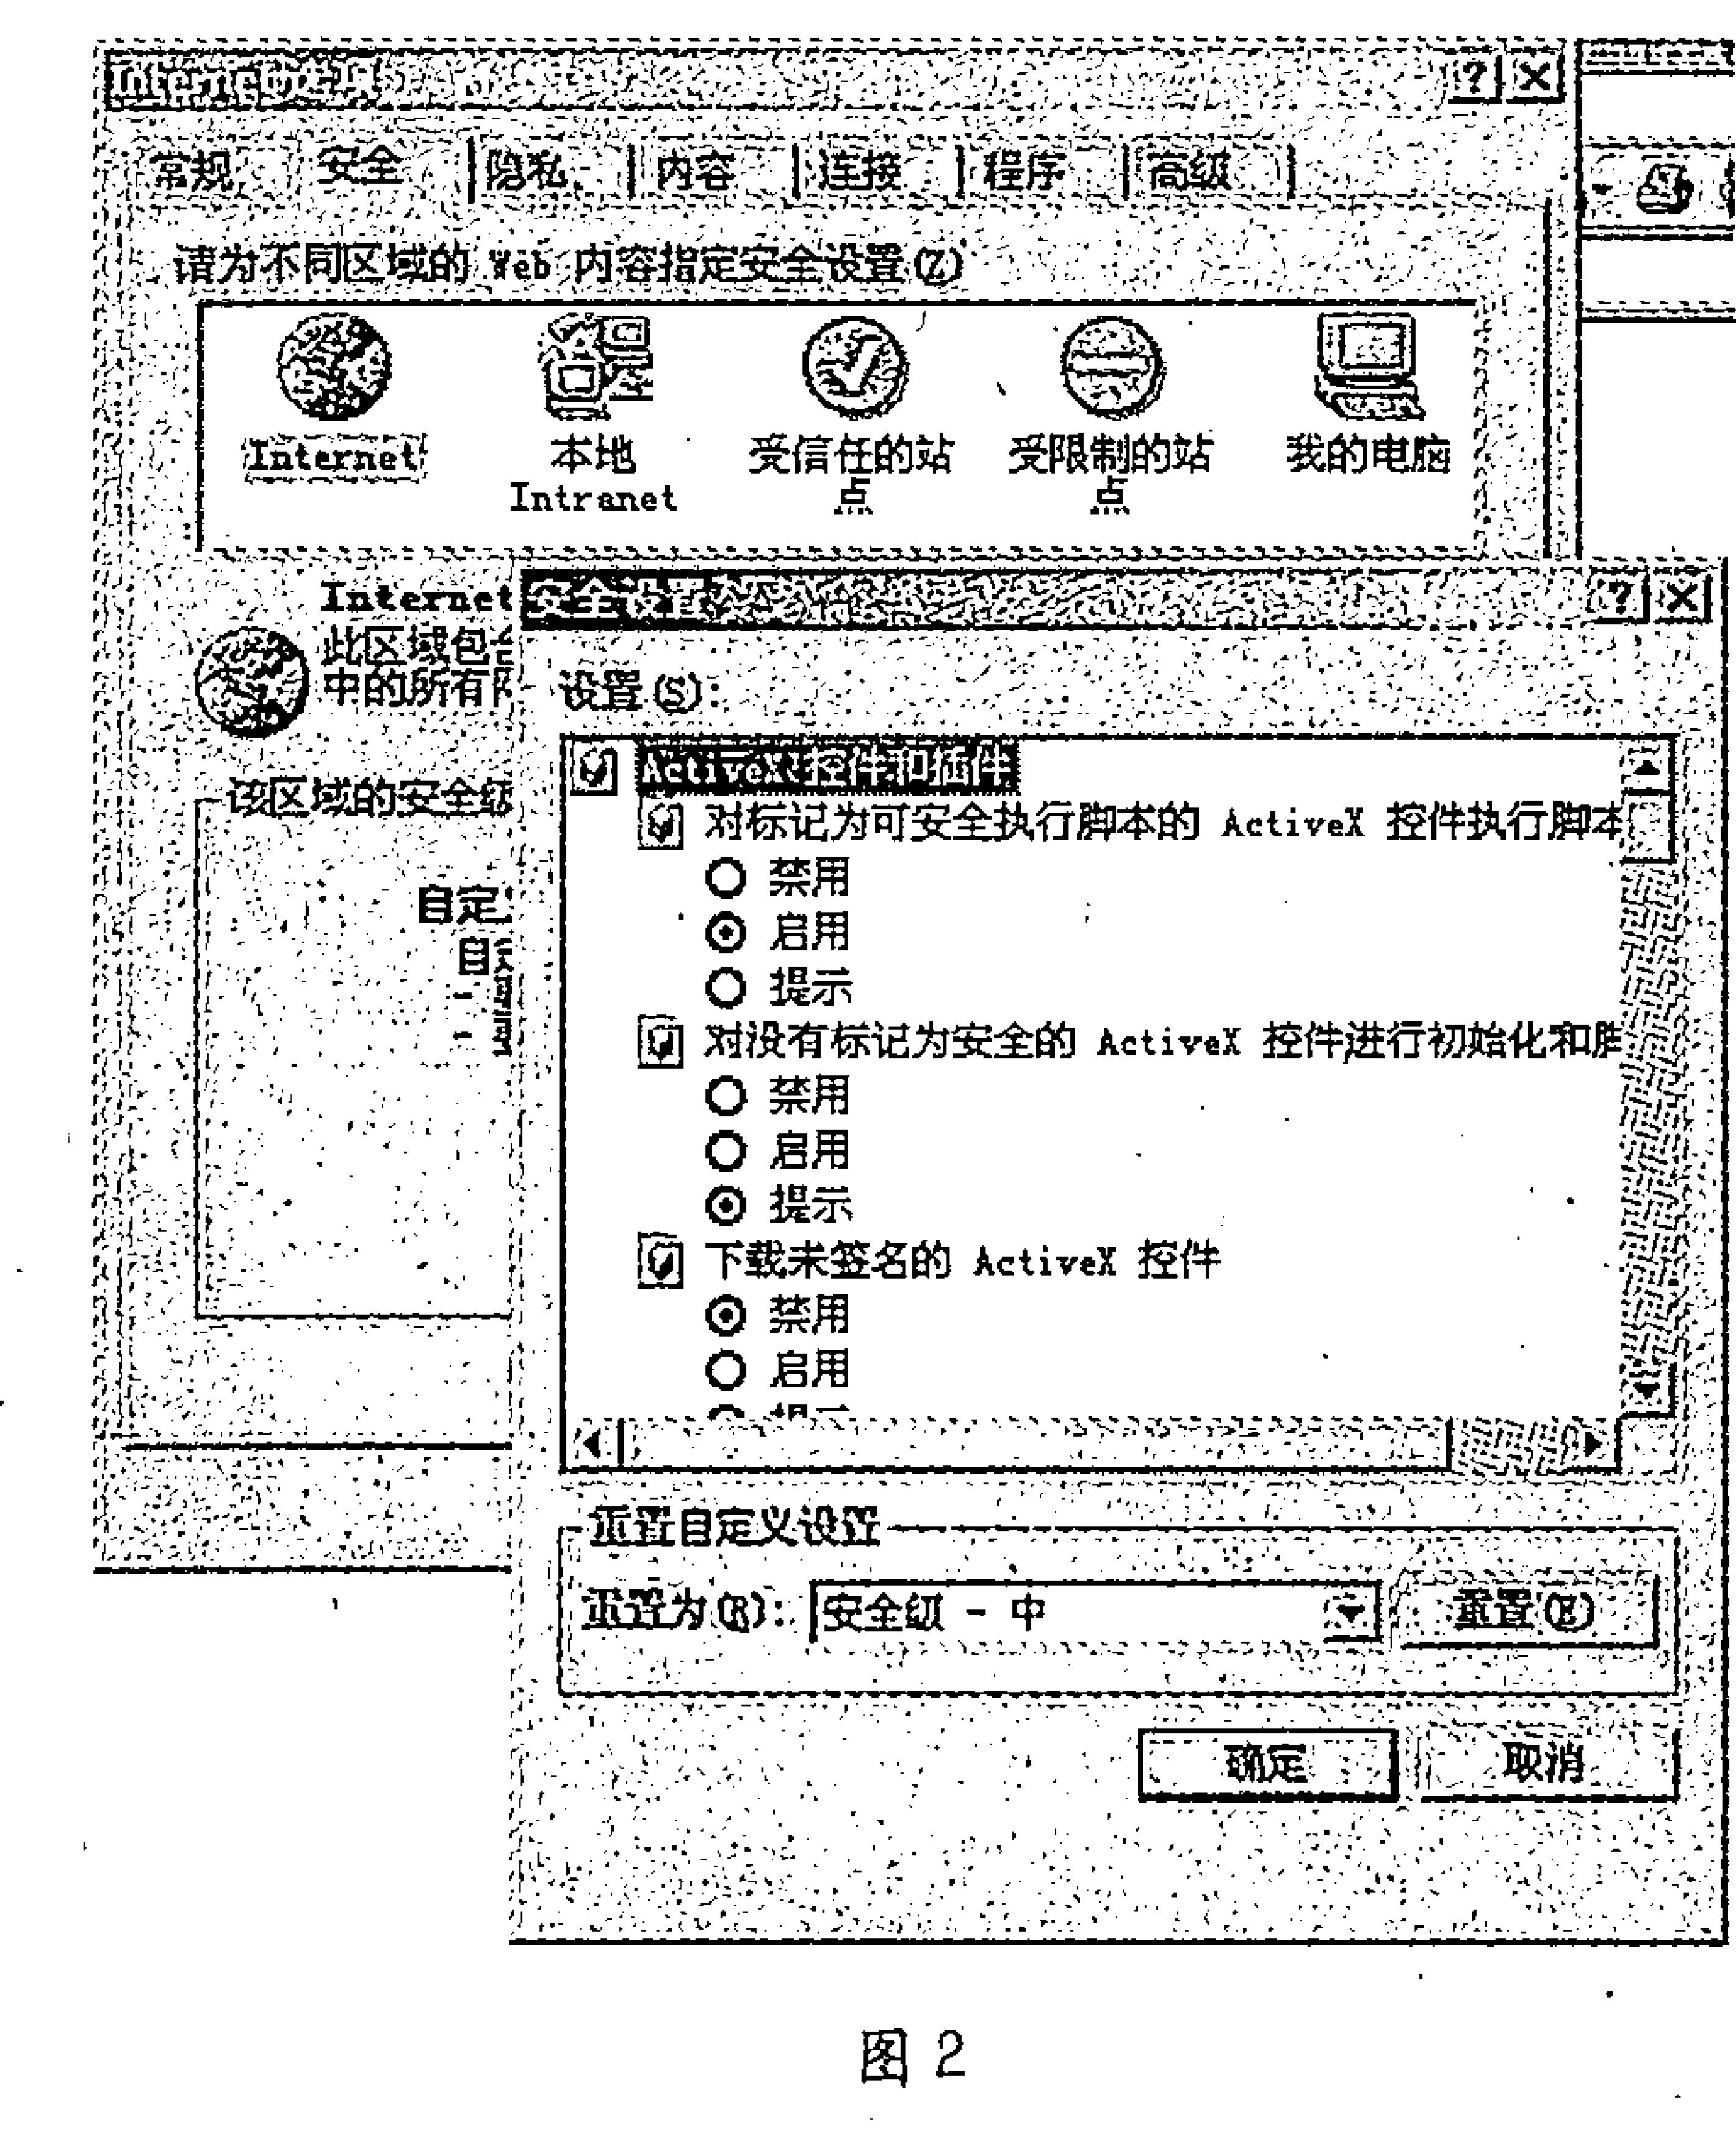 Internet 选项
常规 安全 隐私 内容 连接 程序 高级
请为不同区域的 Web 内容指定安全设置(Z)
Internet 本地 Intranet 受信任的站点 受限制的站点 我的电脑
Internet
此区域包
中的所有
该区域的安全级
自定
安全设置
设置(S):
ActiveX 控件和插件
对标记为可安全执行脚本的 ActiveX 控件执行脚本
禁用
启用
提示
对没有标记为安全的 ActiveX 控件进行初始化和脚
禁用
启用
提示
下载未签名的 ActiveX 控件
禁用
启用
提示
重置自定义设置
重置为(R): 安全级 - 中 重置(E)
确定 取消
图 2